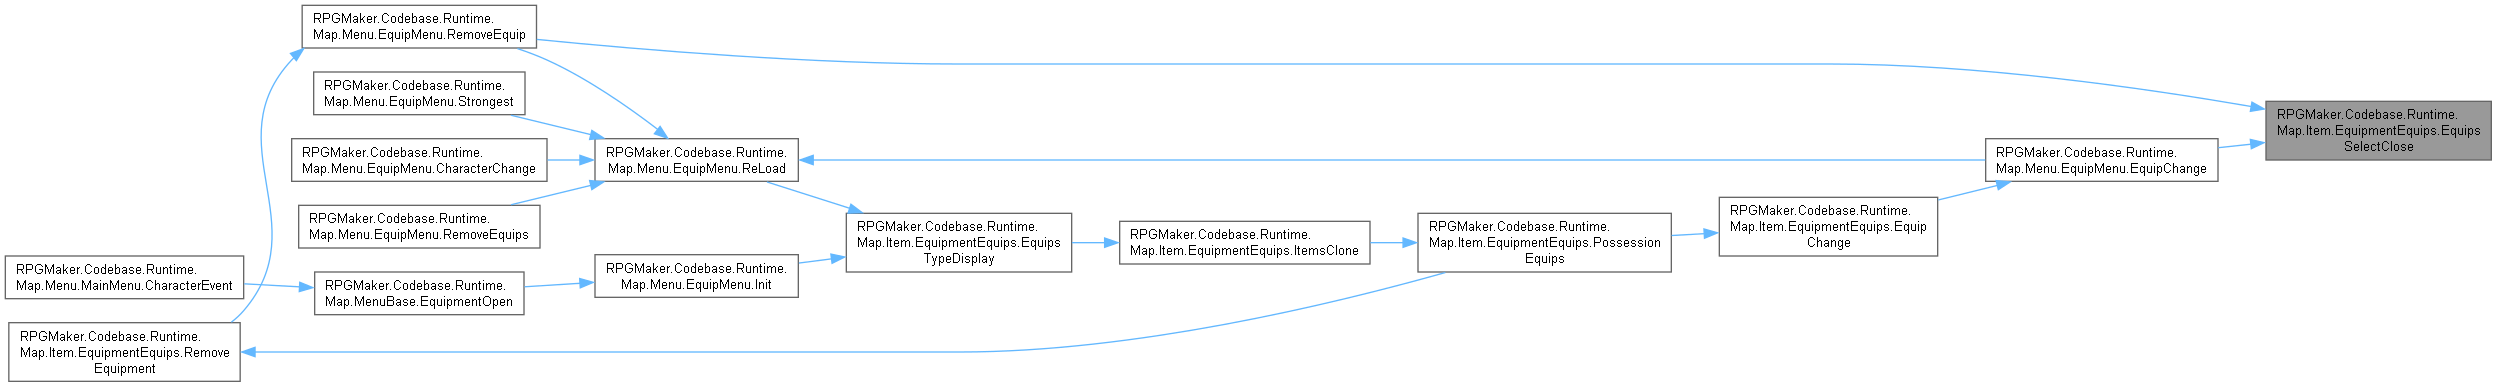 RPGMaker.Codebase.Runtime.
Map.Menu.EquipMenu.RemoveEquip
RPGMaker.Codebase.Runtime.
Map.Menu.EquipMenu.Strongest
RPGMaker.Codebase.Runtime.
Map.Menu.EquipMenu.CharacterChange
RPGMaker.Codebase.Runtime.
Map.Menu.EquipMenu.RemoveEquips
RPGMaker.Codebase.Runtime.
Map.Menu.MainMenu.CharacterEvent
RPGMaker.Codebase.Runtime.
Map.MenuBase.EquipmentOpen
RPGMaker.Codebase.Runtime.
Map.Item.EquipmentEquips.Remove
Equipment
RPGMaker.Codebase.Runtime.
Map.Menu.EquipMenu.ReLoad
RPGMaker.Codebase.Runtime.
Map.Menu.EquipMenu.Init
RPGMaker.Codebase.Runtime.
Map.Item.EquipmentEquips.Equips
TypeDisplay
RPGMaker.Codebase.Runtime.
Map.Item.EquipmentEquips.ItemsClone
RPGMaker.Codebase.Runtime.
Map.Item.EquipmentEquips.Possession
Equips
RPGMaker.Codebase.Runtime.
Map.Item.EquipmentEquips.Equip
Change
RPGMaker.Codebase.Runtime.
Map.Menu.EquipMenu.EquipChange
RPGMaker.Codebase.Runtime.
Map.Item.EquipmentEquips.Equips
SelectClose